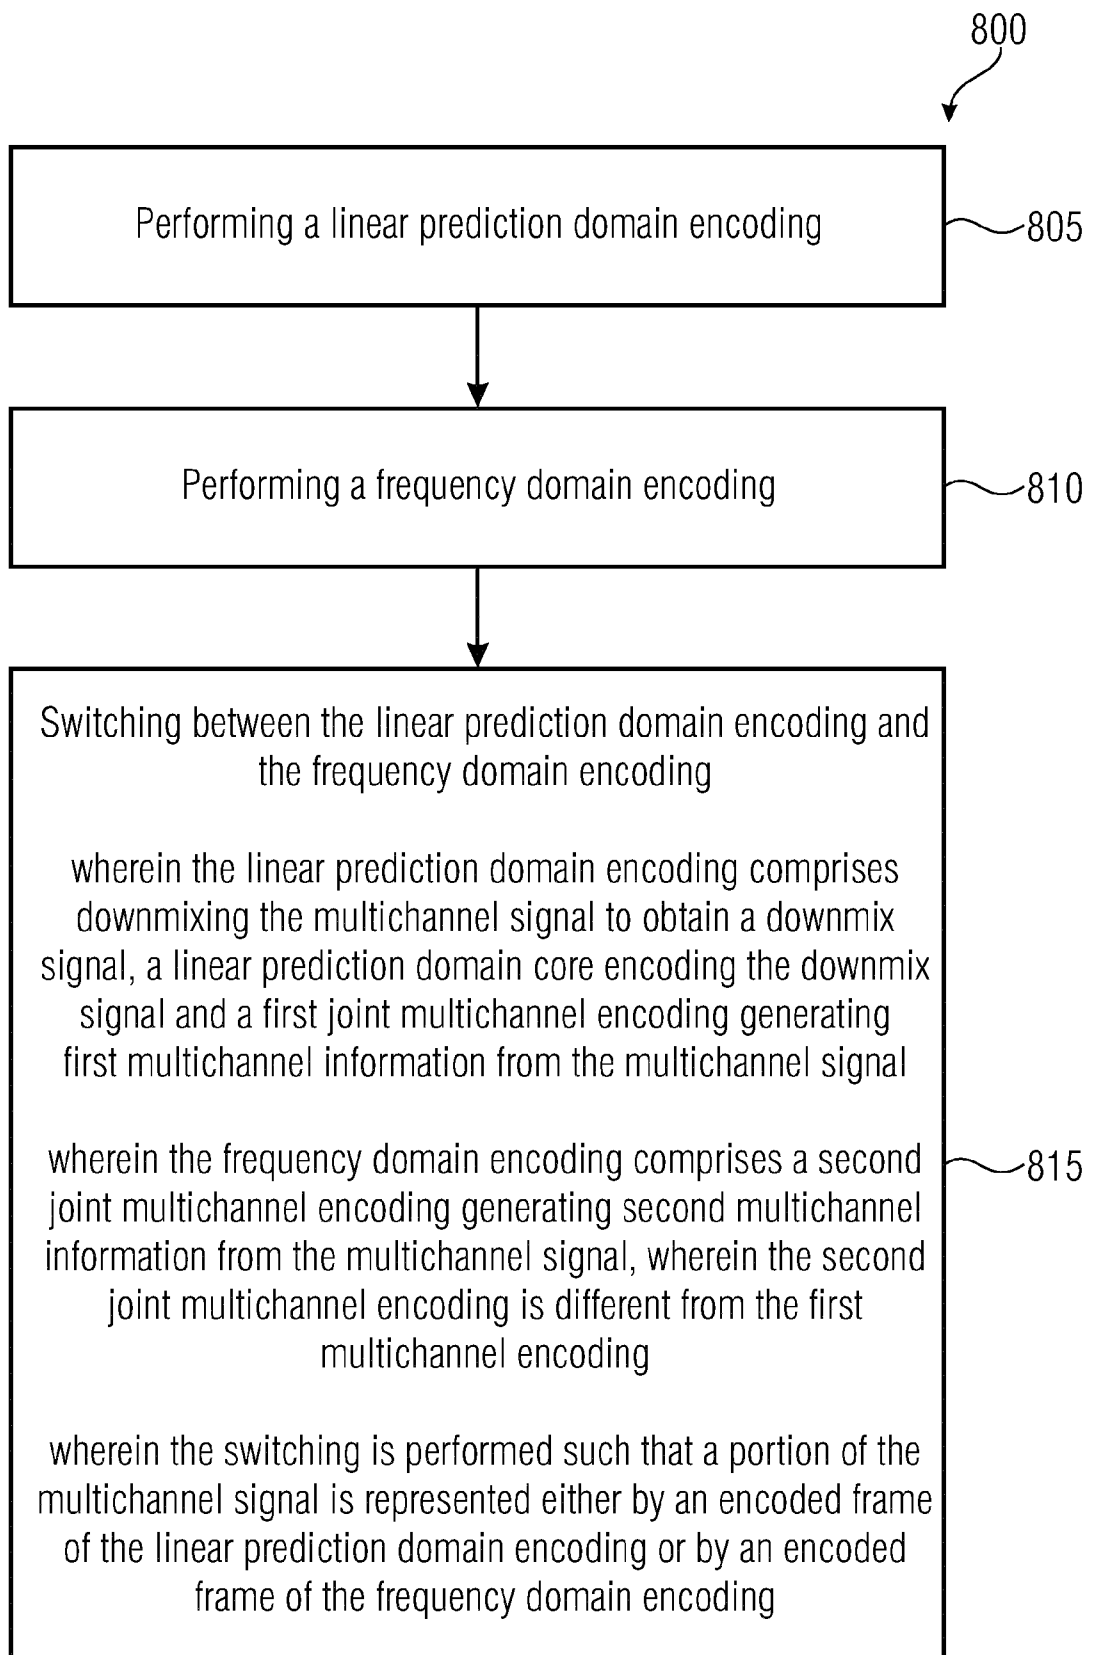 800
Performing a linear prediction domain encoding
805
Performing a frequency domain encoding
810
Switching between the linear prediction domain encoding and
the frequency domain encoding
wherein the linear prediction domain encoding comprises
downmixing the multichannel signal to obtain a downmix
signal, a linear prediction domain core encoding the downmix
signal and a first joint multichannel encoding generating
first multichannel information from the multichannel signal
wherein the frequency domain encoding comprises a second
joint multichannel encoding generating second multichannel
information from the multichannel signal, wherein the second
joint multichannel encoding is different from the first
multichannel encoding
815
wherein the switching is performed such that a portion of the
multichannel signal is represented either by an encoded frame
of the linear prediction domain encoding or by an encoded
frame of the frequency domain encoding